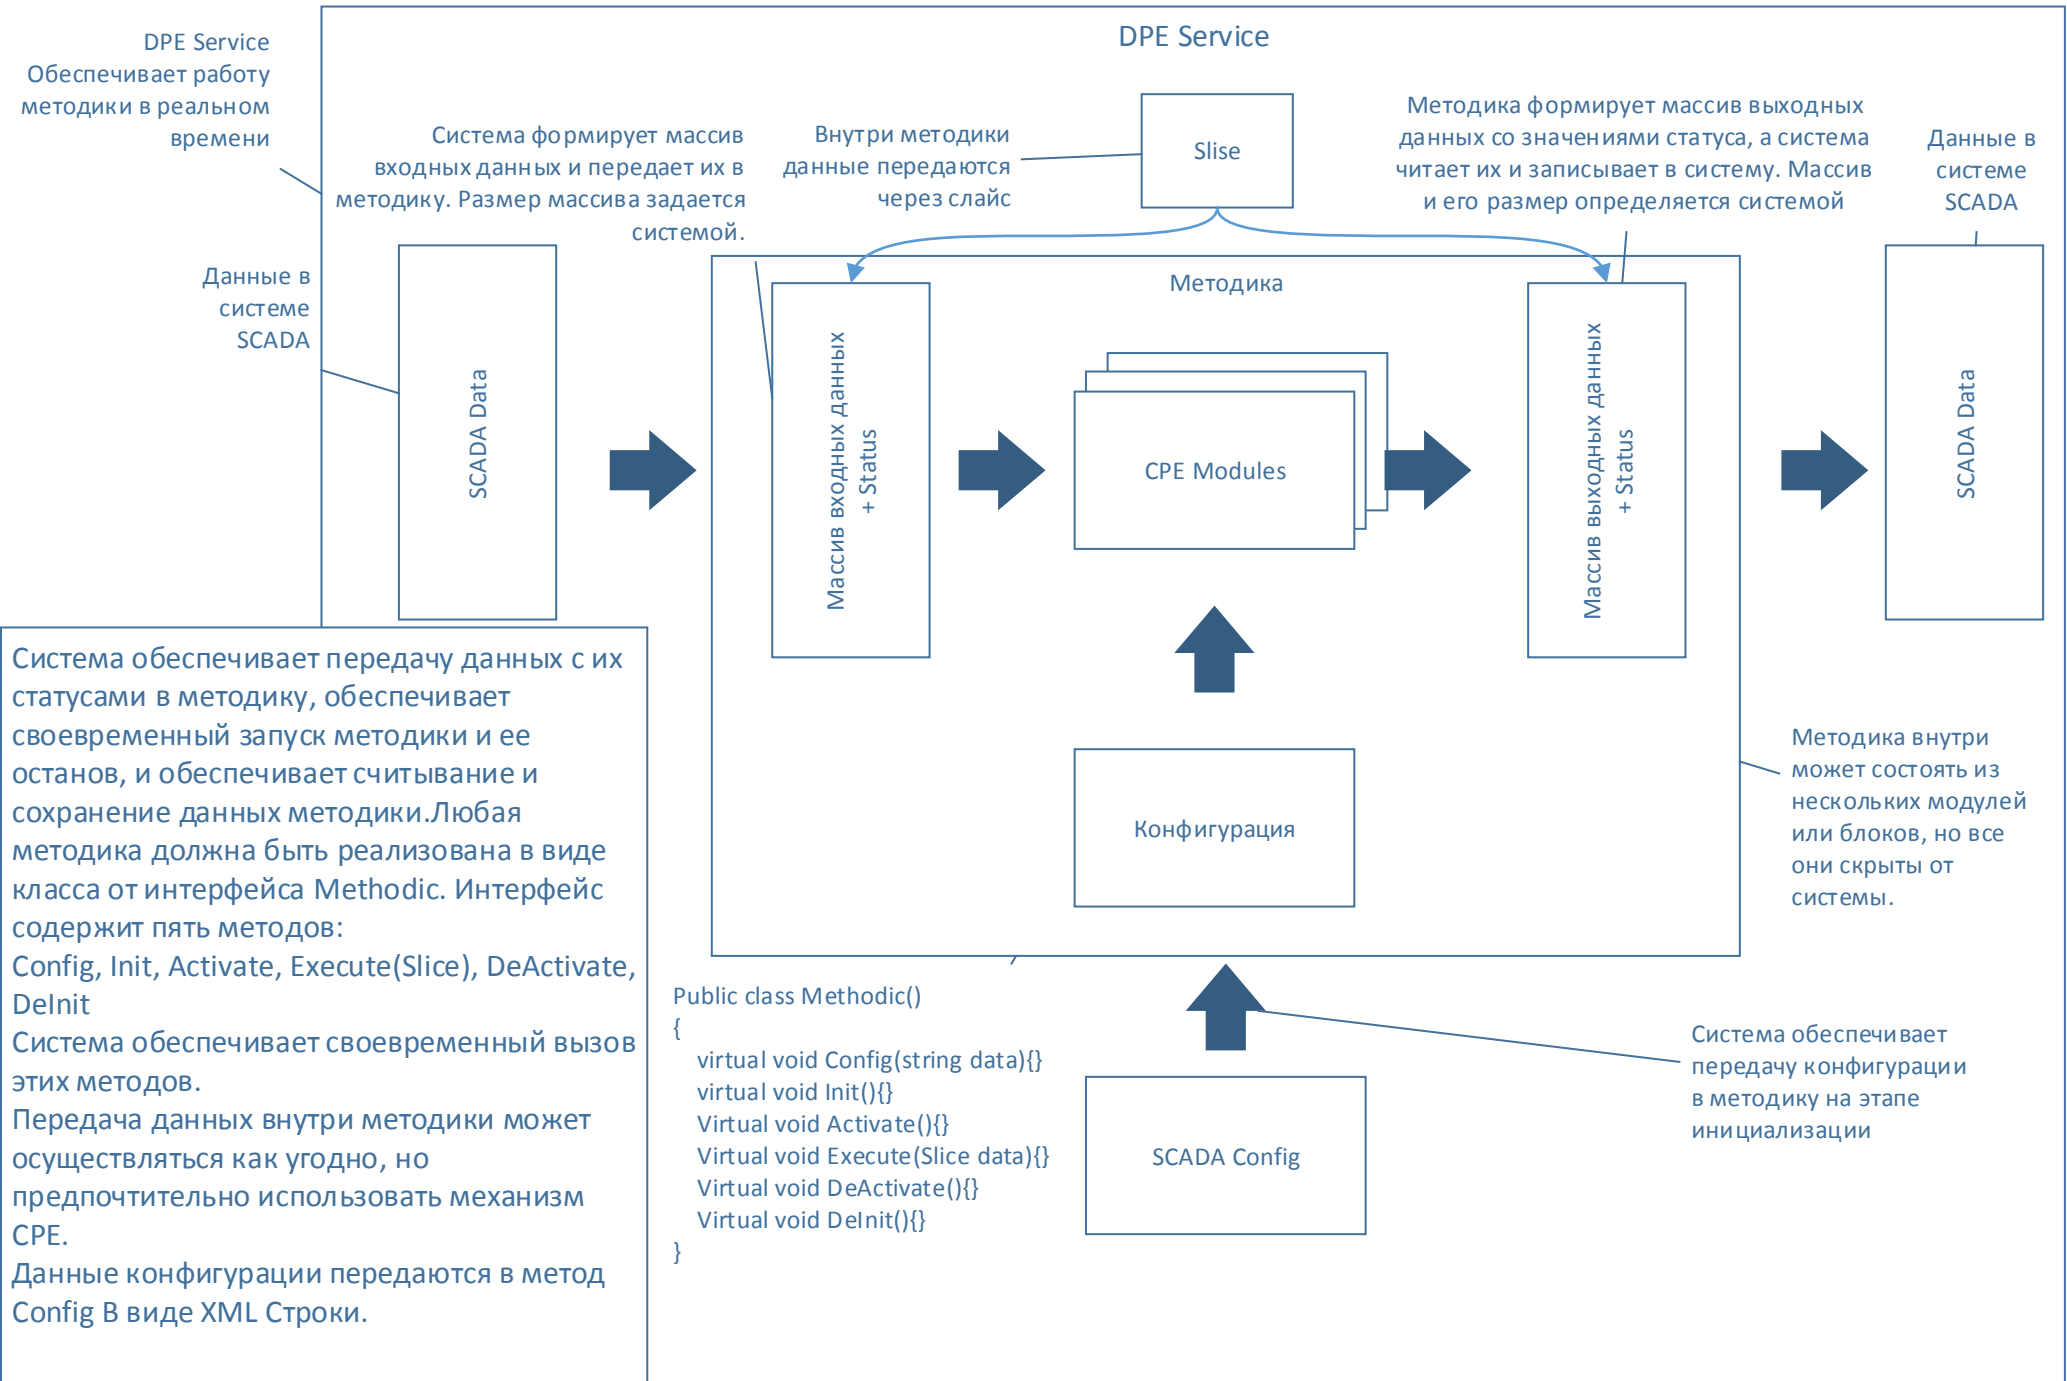 DPE Service
DPE Service
Обеспечивает работу
методики в реальном
времени
Система формирует массив
входных данных и передает их в
методику. Размер массива задается
системой.
Внутри методики
данные передаются
через слайс
Slise
Методика формирует массив выходных
данных со значениями статуса, а система
читает их и записывает в систему. Массив
и его размер определяется системой
Данные в
системе
SCADA
Данные в
системе
SCADA
SCADA Data
Методика
Массив входных данных
+ Status
CPE Modules
Массив выходных данных
+ Status
SCADA Data
Конфигурация
Методика внутри
может состоять из
нескольких модулей
или блоков, но все
они скрыты от
системы.
Система обеспечивает передачу данных с их
статусами в методику, обеспечивает
своевременный запуск методики и ее
останов, и обеспечивает считывание и
сохранение данных методики.Любая
методика должна быть реализована в виде
класса от интерфейса Methodic. Интерфейс
содержит пять методов:
Config, Init, Activate, Execute(Slice), DeActivate,
DeInit
Система обеспечивает своевременный вызов
этих методов.
Передача данных внутри методики может
осуществляться как угодно, но
предпочтительно использовать механизм
CPE.
Данные конфигурации передаются в метод
Config В виде XML Строки.
Public class Methodic()
{
virtual void Config(string data){}
virtual void Init(){}
Virtual void Activate(){}
Virtual void Execute(Slice data){}
Virtual void DeActivate(){}
Virtual void DeInit(){}
}
SCADA Config
Система обеспечивает
передачу конфигурации
в методику на этапе
инициализации